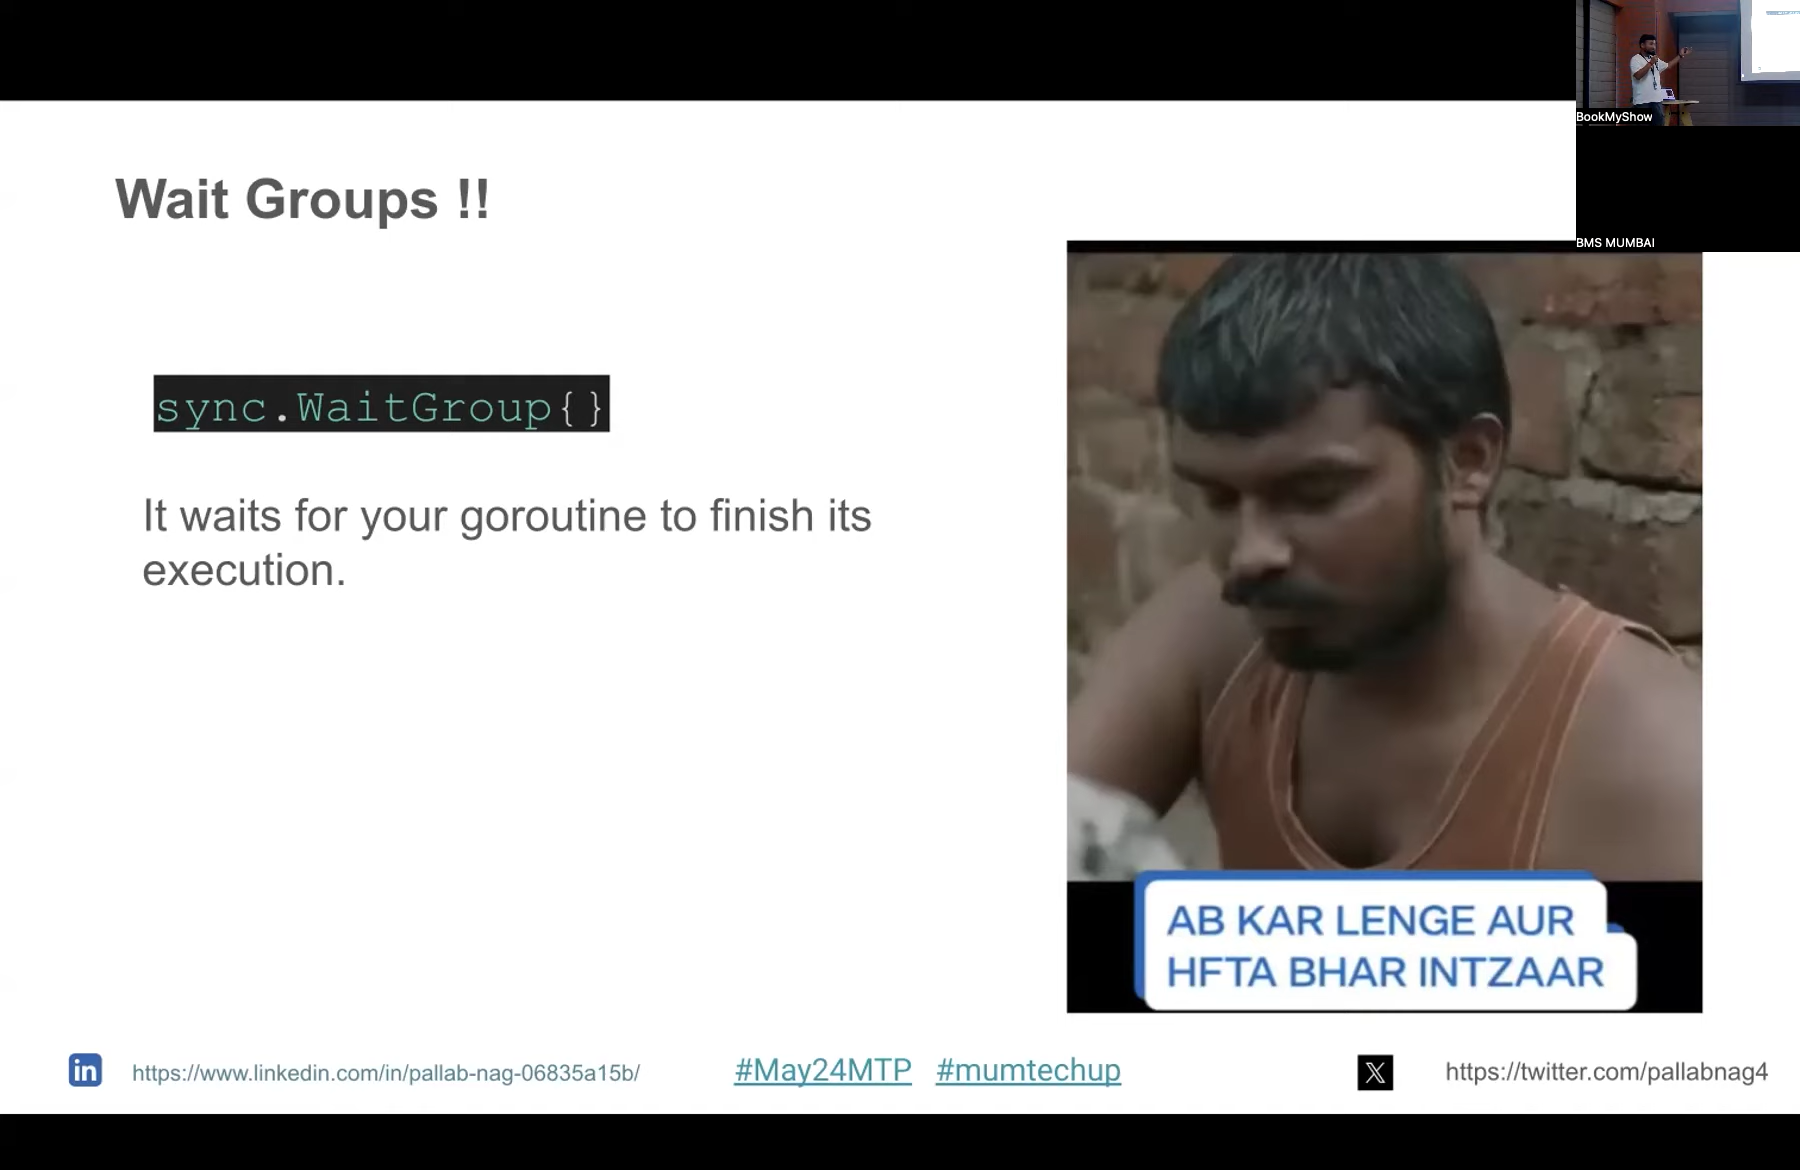 BookMyShow
BMS MUMBAI
Wait Groups !!
sync.WaitGroup{}
It waits for your goroutine to finish its
execution.
AB KAR LENGE AUR
HFTA BHAR INTZAAR
in
https://www.linkedin.com/in/pallab-nag-06835a15b/
#May24MTP #mumtechup
X
https://twitter.com/pallabnag4